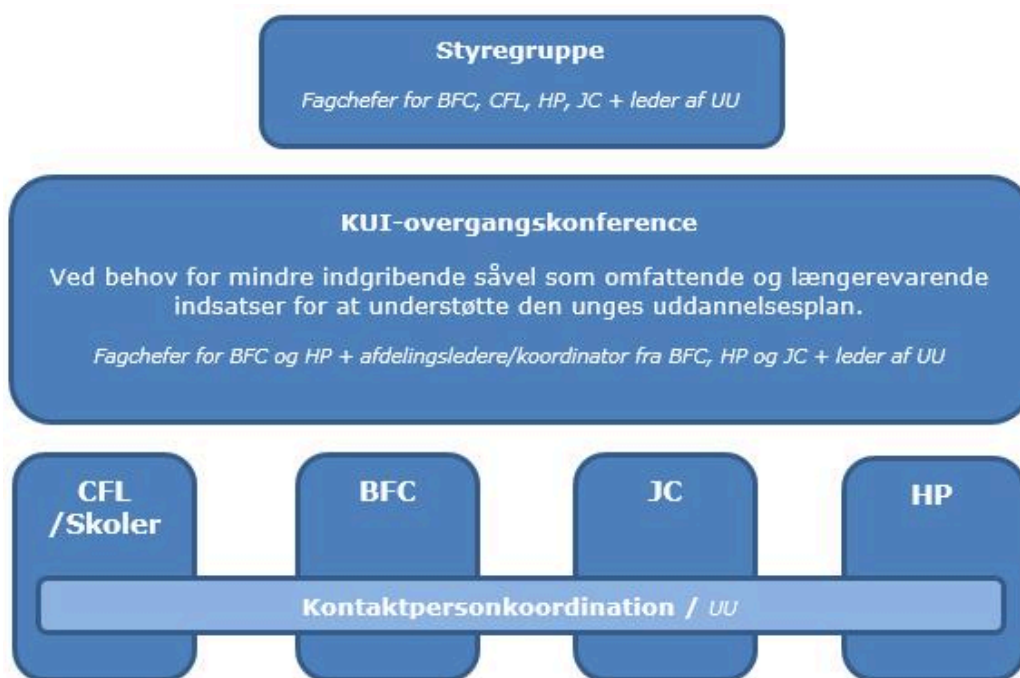 Styregruppe
Fagchefer for BFC, CFL, HP, JC + leder af UU
KUI-overgangskonference
Ved behov for mindre indgribende såvel som omfattende og længerevarende
indsatser for at understøtte den unges uddannelsesplan.
Fagchefer for BFC og HP + afdelingsledere/koordinator fra BFC, HP og JC + leder af UU
CFL
/Skoler
BFC
JC
HP
Kontaktpersonkoordination / UU